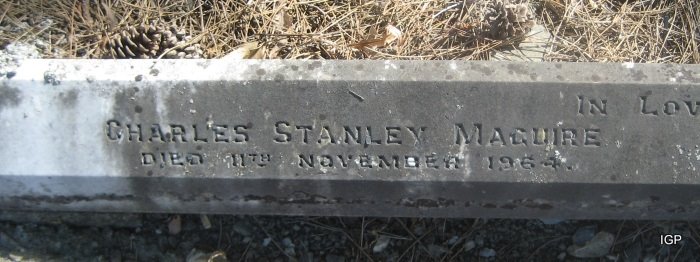 IN LOV
CHARLES STANLEY MAGUIRE
DIED 11TH NOVEMBER 1964.
IGP